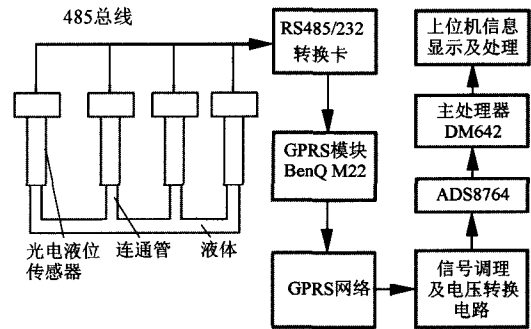 485总线
RS485/232
转换卡
GPRS模块
BenQ M22
GPRS网络
上位机信息
显示及处理
主处理器
DM642
ADS8764
信号调理
及电压转换
电路
光电液位
传感器
连通管
液体